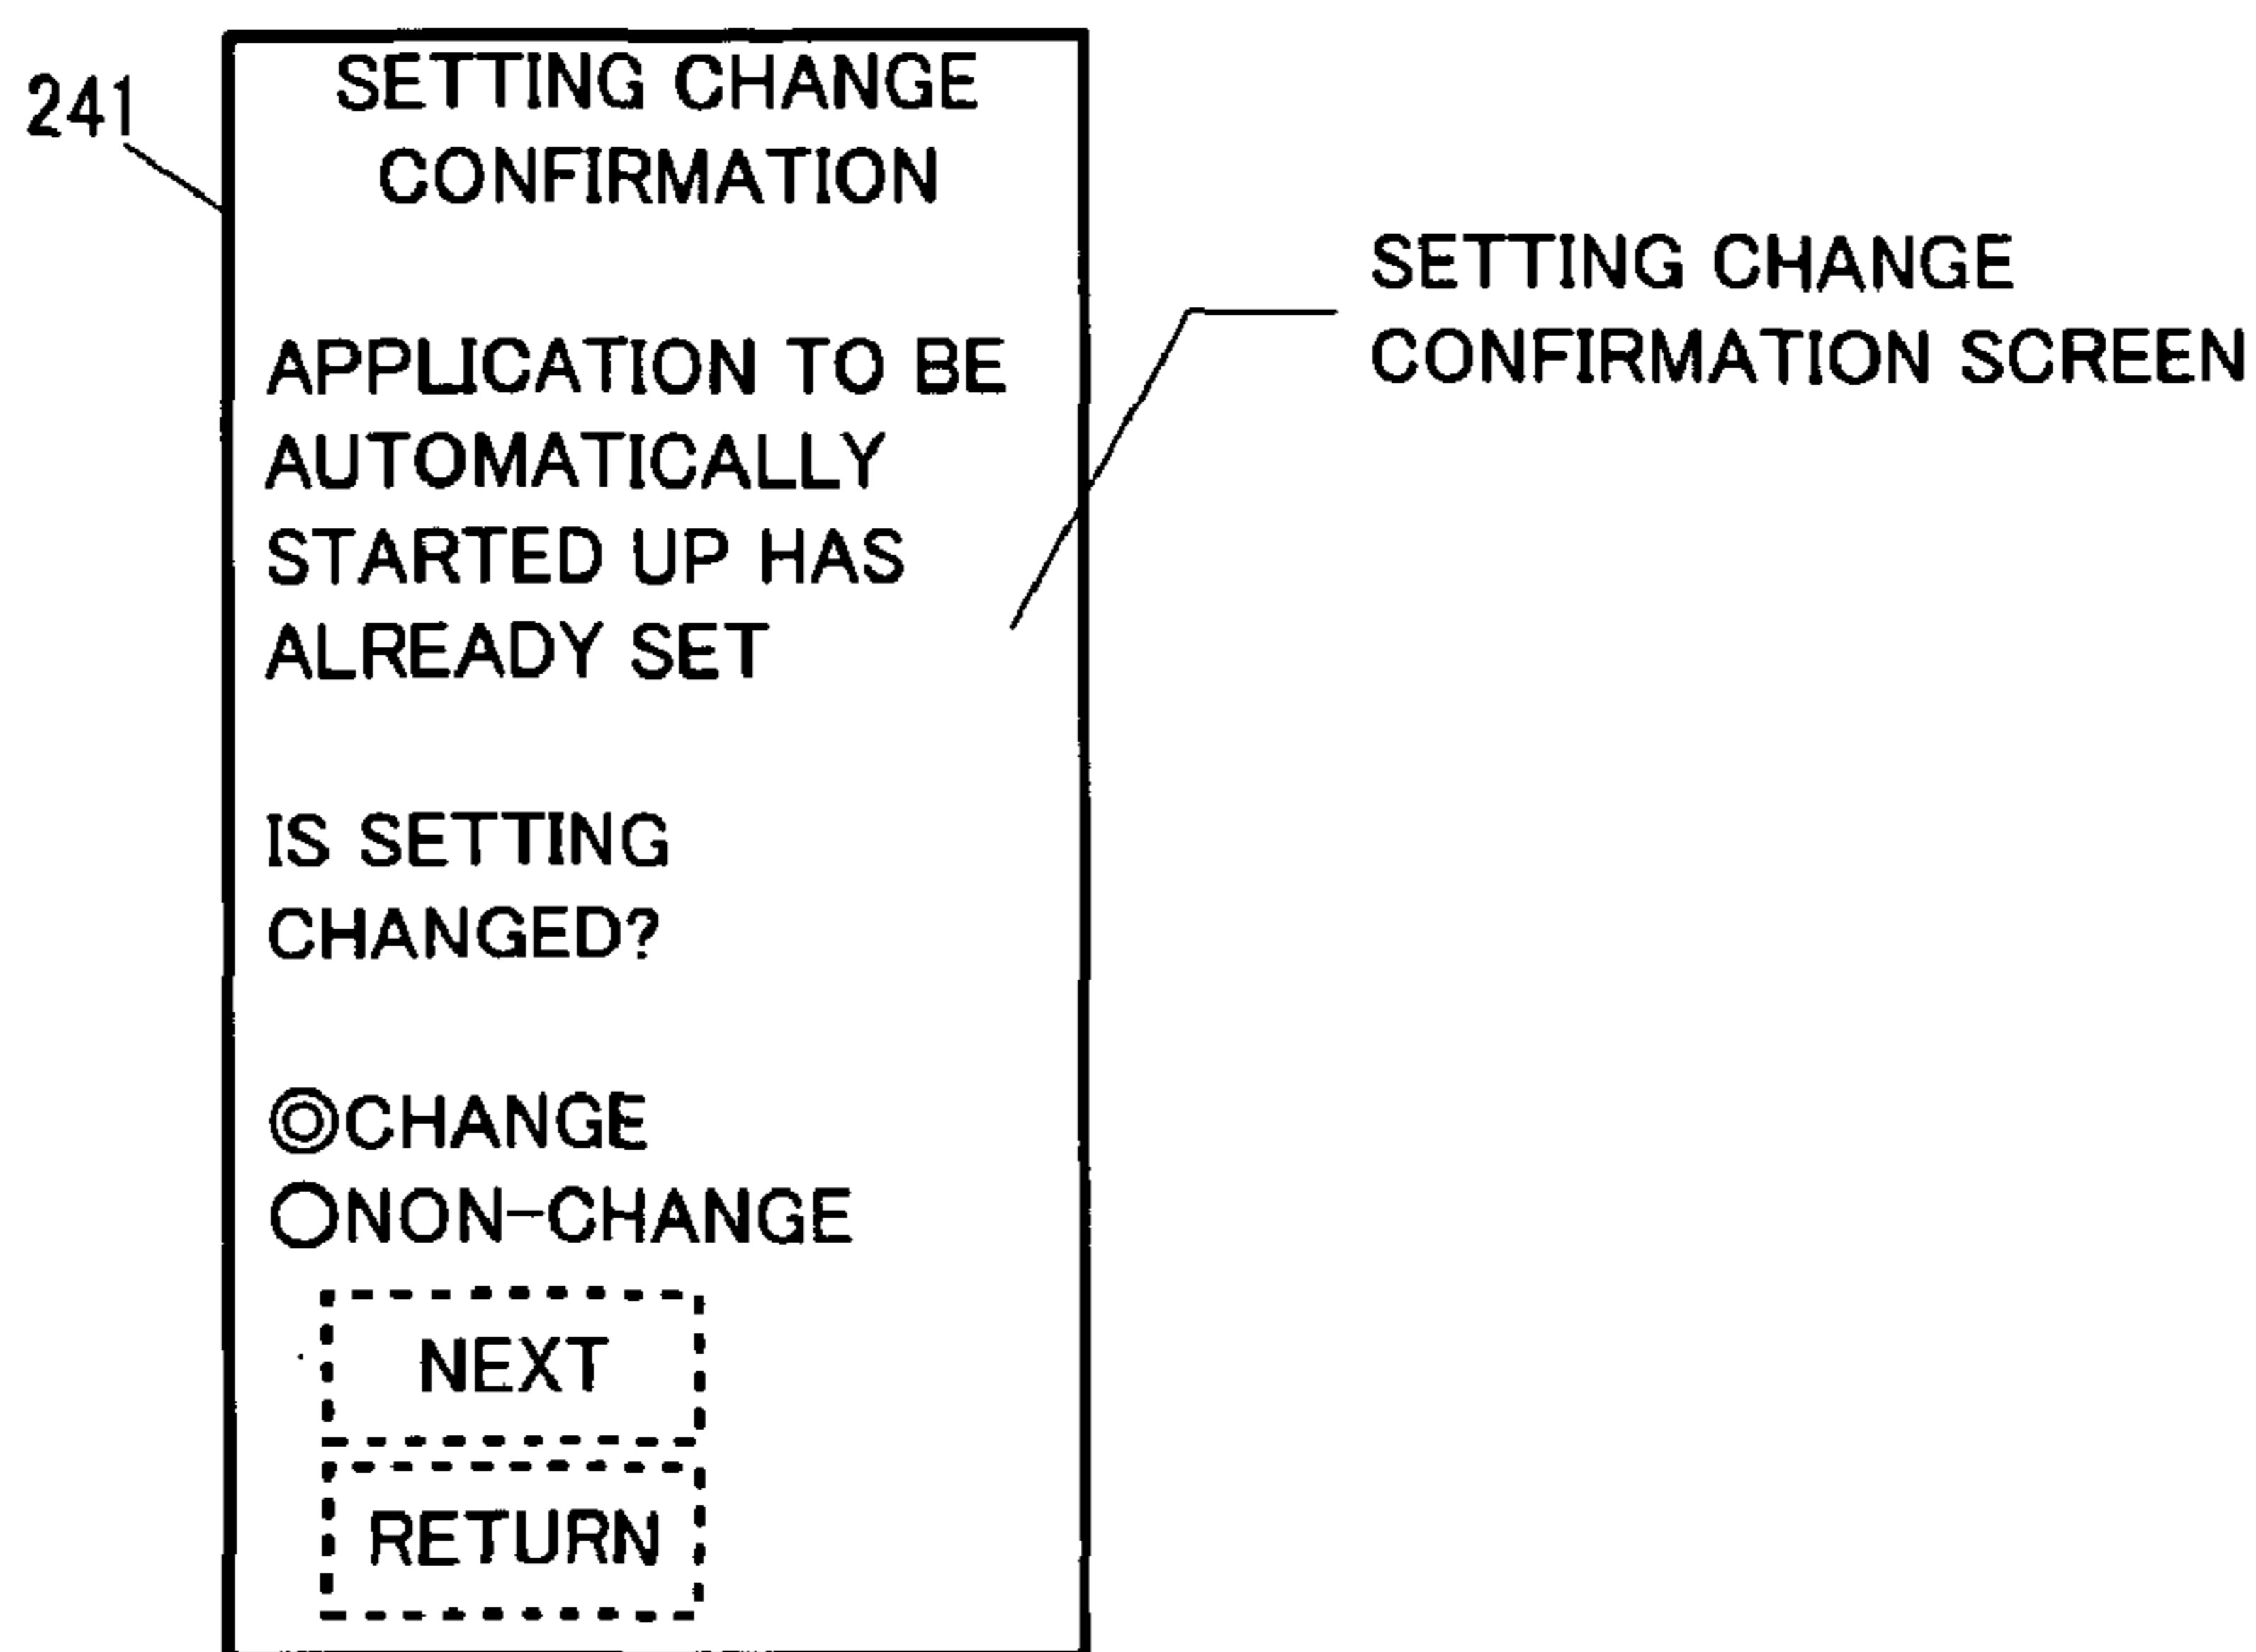 241
SETTING CHANGE
CONFIRMATION
APPLICATION TO BE
AUTOMATICALLY
STARTED UP HAS
ALREADY SET
IS SETTING
CHANGED?
◎CHANGE
○NON-CHANGE
NEXT
RETURN
SETTING CHANGE
CONFIRMATION SCREEN